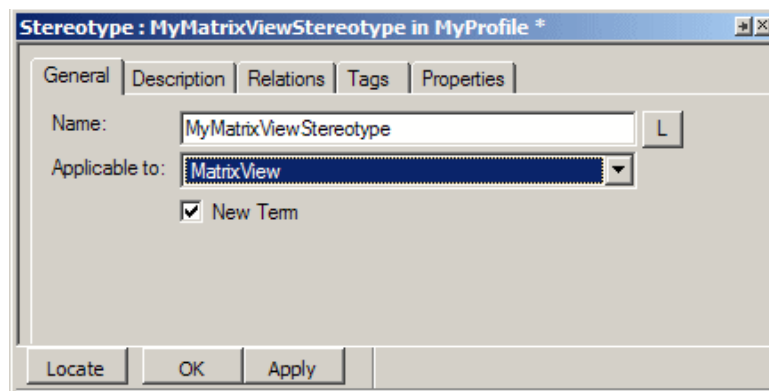 Stereotype : MyMatrixViewStereotype in MyProfile *
General Description Relations Tags Properties
Name: MyMatrixViewStereotype L
Applicable to: MatrixView
New Term
Locate OK Apply